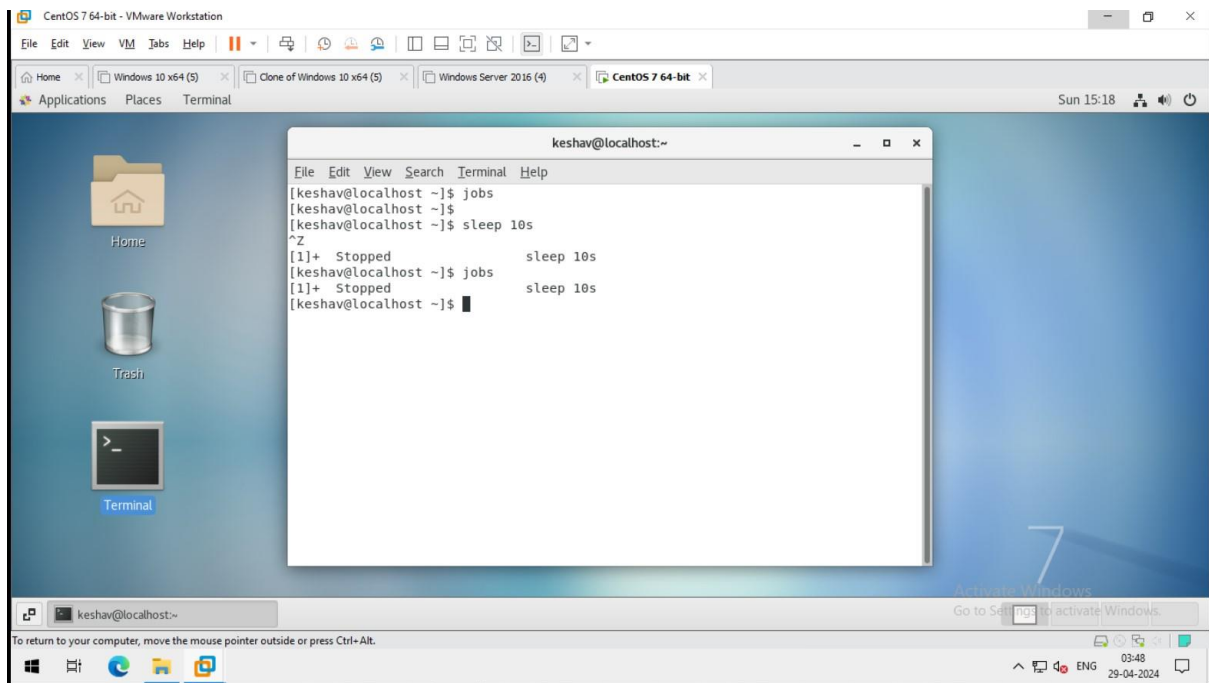 CentOS 7 64-bit - VMware Workstation
File Edit View VM Tabs Help
Home Windows 10 x64 (5) Clone of Windows 10 x64 (5) Windows Server 2016 (4) CentOS 7 64-bit
Applications Places Terminal Sun 15:18
keshav@localhost:~
File Edit View Search Terminal Help
[keshav@localhost ~]$ jobs
[keshav@localhost ~]$
[keshav@localhost ~]$ sleep 10s
^Z
[1]+  Stopped                 sleep 10s
[keshav@localhost ~]$ jobs
[1]+  Stopped                 sleep 10s
[keshav@localhost ~]$
Home
Trash
>_
Terminal
7
Activate Windows
Go to Settings to activate Windows.
keshav@localhost:~
To return to your computer, move the mouse pointer outside or press Ctrl+Alt.
ENG 03:48
29-04-2024